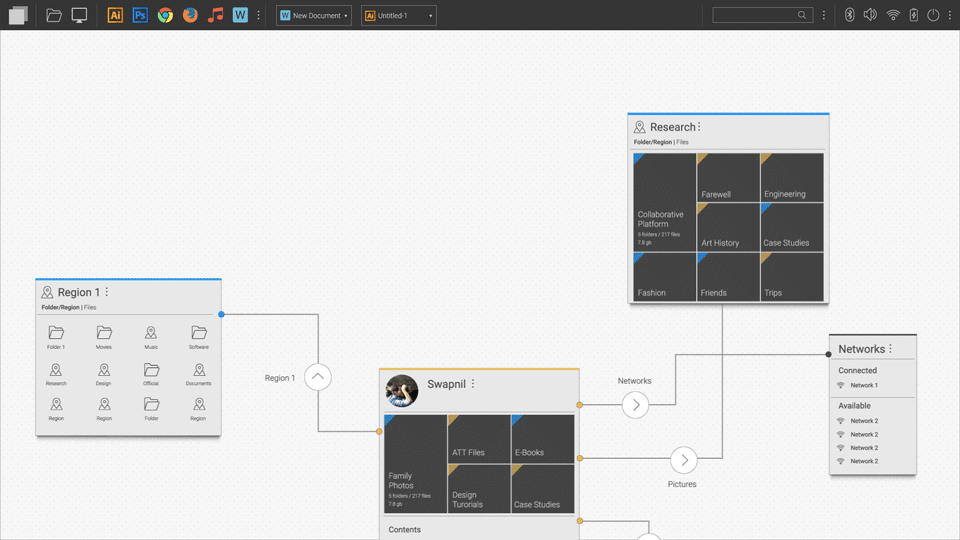 Ai
Ps
W
W New Document
Ai Untitled-1
Research
Folder/Region | Files
Collaborative
Platform
5 folders / 217 files
7.8 gb
Farewell
Engineering
Art History
Case Studies
Fashion
Friends
Trips
Region 1
Folder/Region | Files
Folder 1
Movies
Music
Software
Research
Design
Official
Documents
Region
Region
Folder
Region
Region 1
Swapnil
Family
Photos
5 folders / 217 files
7.8 gb
ATT Files
E-Books
Design
Turorials
Case Studies
Contents
Networks
Pictures
Networks
Connected
Network 1
Available
Network 2
Network 2
Network 2
Network 2